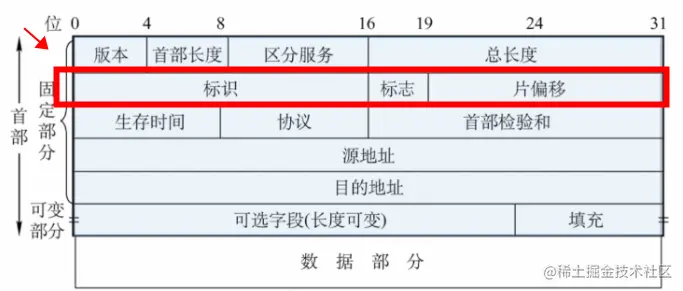 位 0 4 8 16 19 24 31
版本 首部长度 区分服务 总长度
标识 标志 片偏移
生存时间 协议 首部检验和
源地址
目的地址
可选字段(长度可变) 填充
数据部分
首部
固定部分
可变部分
@稀土掘金技术社区